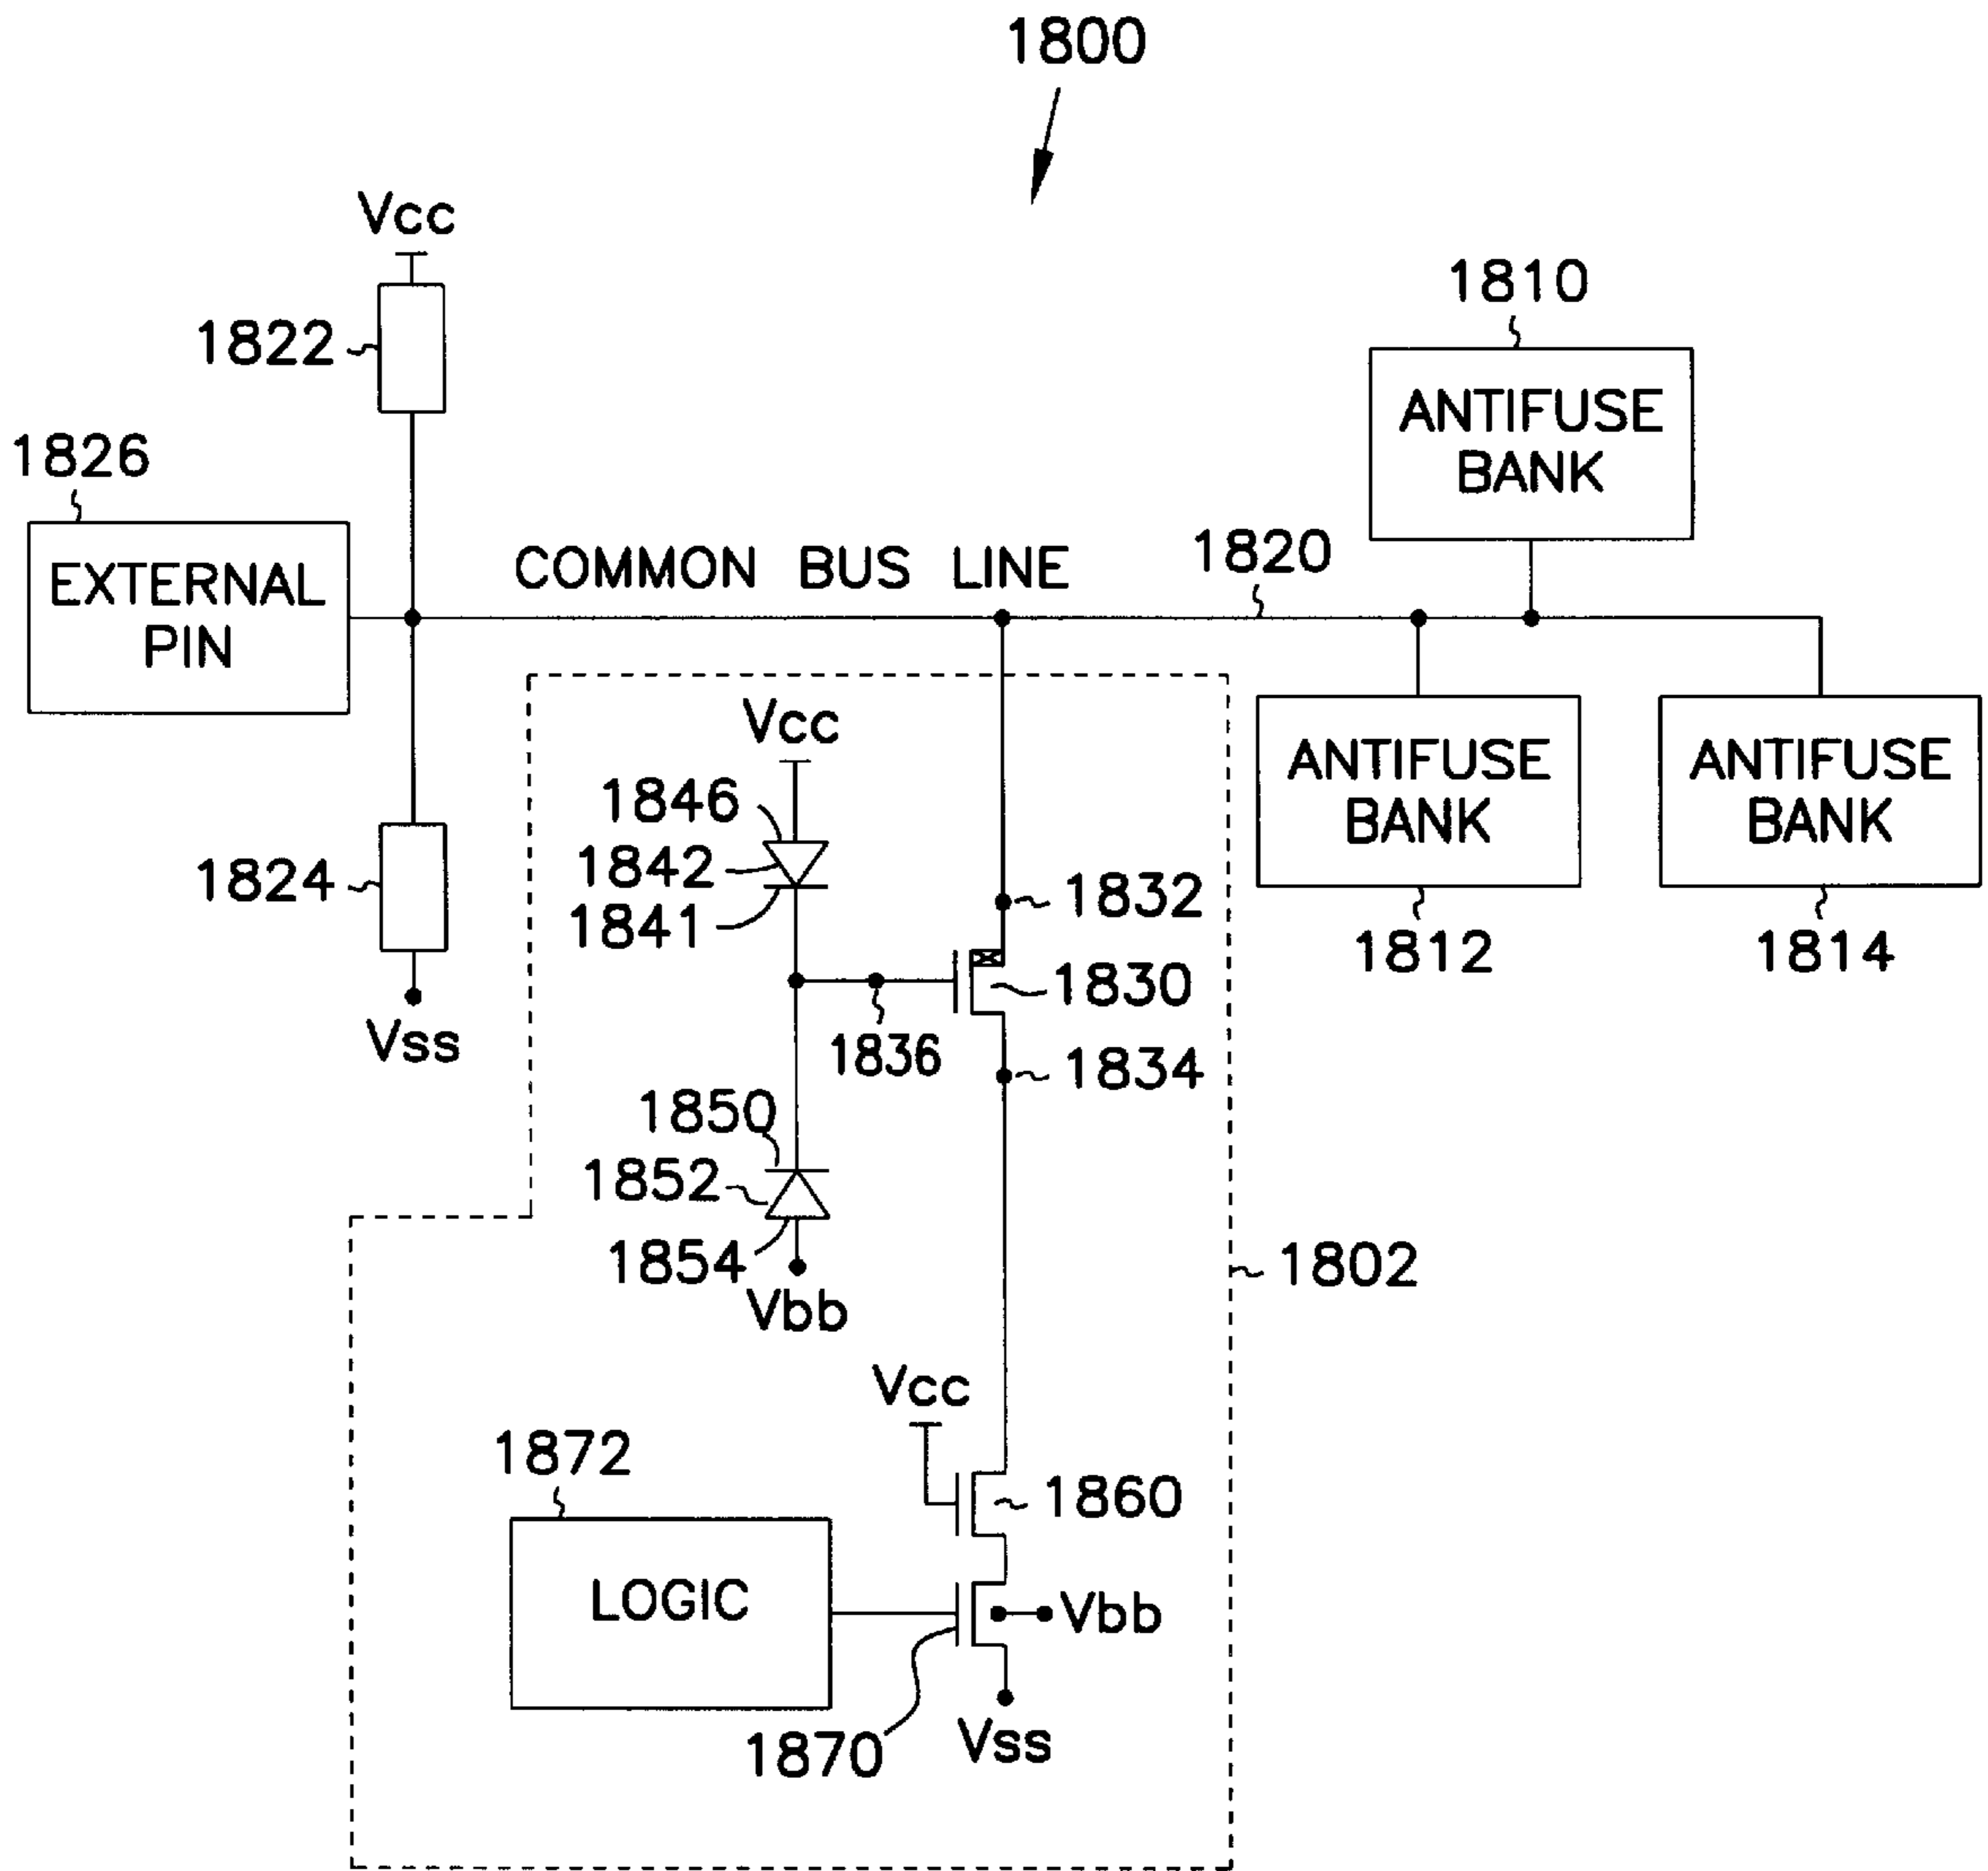 1800
Vcc
1822
1810
ANTIFUSE
BANK
1826
EXTERNAL
PIN
COMMON BUS LINE
1820
Vcc
1846
1842
1841
1824
Vss
1832
1830
1836
1834
ANTIFUSE
BANK
1812
ANTIFUSE
BANK
1814
1850
1852
1854
Vbb
1802
Vcc
1872
LOGIC
1860
Vbb
1870
Vss